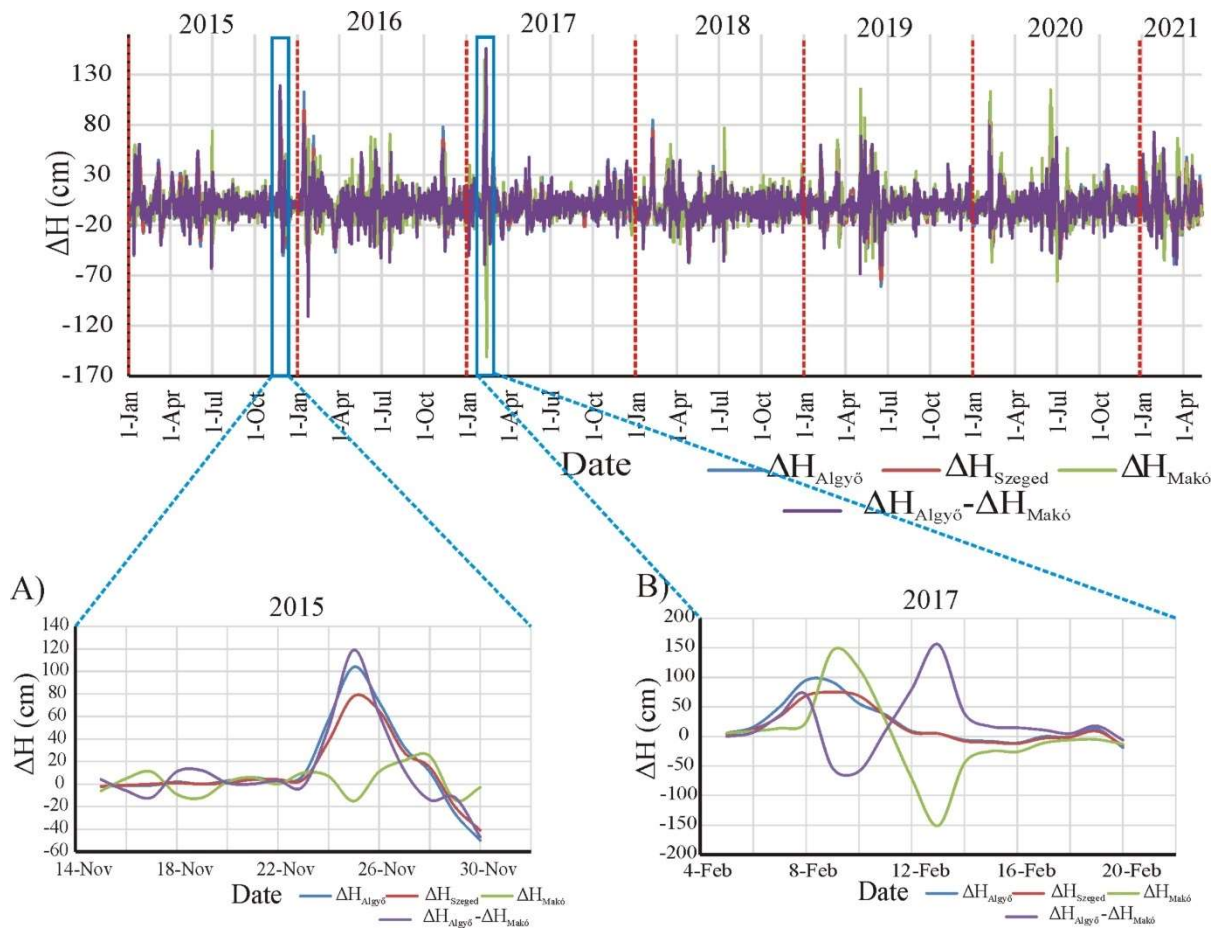 2015 2016 2017 2018 2019 2020 2021
130
80
30
-20
-70
-120
-170
ΔH (cm)
1-Jan 1-Apr 1-Jul 1-Oct 1-Jan 1-Apr 1-Jul 1-Oct 1-Jan 1-Apr 1-Jul 1-Oct 1-Jan 1-Apr 1-Jul 1-Oct 1-Jan 1-Apr 1-Jul 1-Oct 1-Jan 1-Apr 1-Jul 1-Oct 1-Jan 1-Apr
Date
ΔHAlgyő ΔHSzeged ΔHMakó
ΔHAlgyő-ΔHMakó
A)
2015
140
120
100
80
60
40
20
0
-20
-40
-60
ΔH (cm)
14-Nov 18-Nov 22-Nov 26-Nov 30-Nov
Date
ΔHAlgyő ΔHSzeged ΔHMakó
ΔHAlgyő-ΔHMakó
B)
2017
200
150
100
50
0
-50
-100
-150
-200
ΔH (cm)
4-Feb 8-Feb 12-Feb 16-Feb 20-Feb
Date
ΔHAlgyő ΔHSzeged ΔHMakó
ΔHAlgyő-ΔHMakó